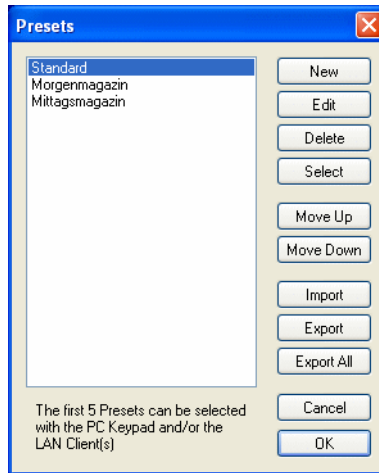 Presets
Standard
Morgenmagazin
Mittagsmagazin
New
Edit
Delete
Select
Move Up
Move Down
Import
Export
Export All
Cancel
OK
The first 5 Presets can be selected
with the PC Keypad and/or the
LAN Client(s)